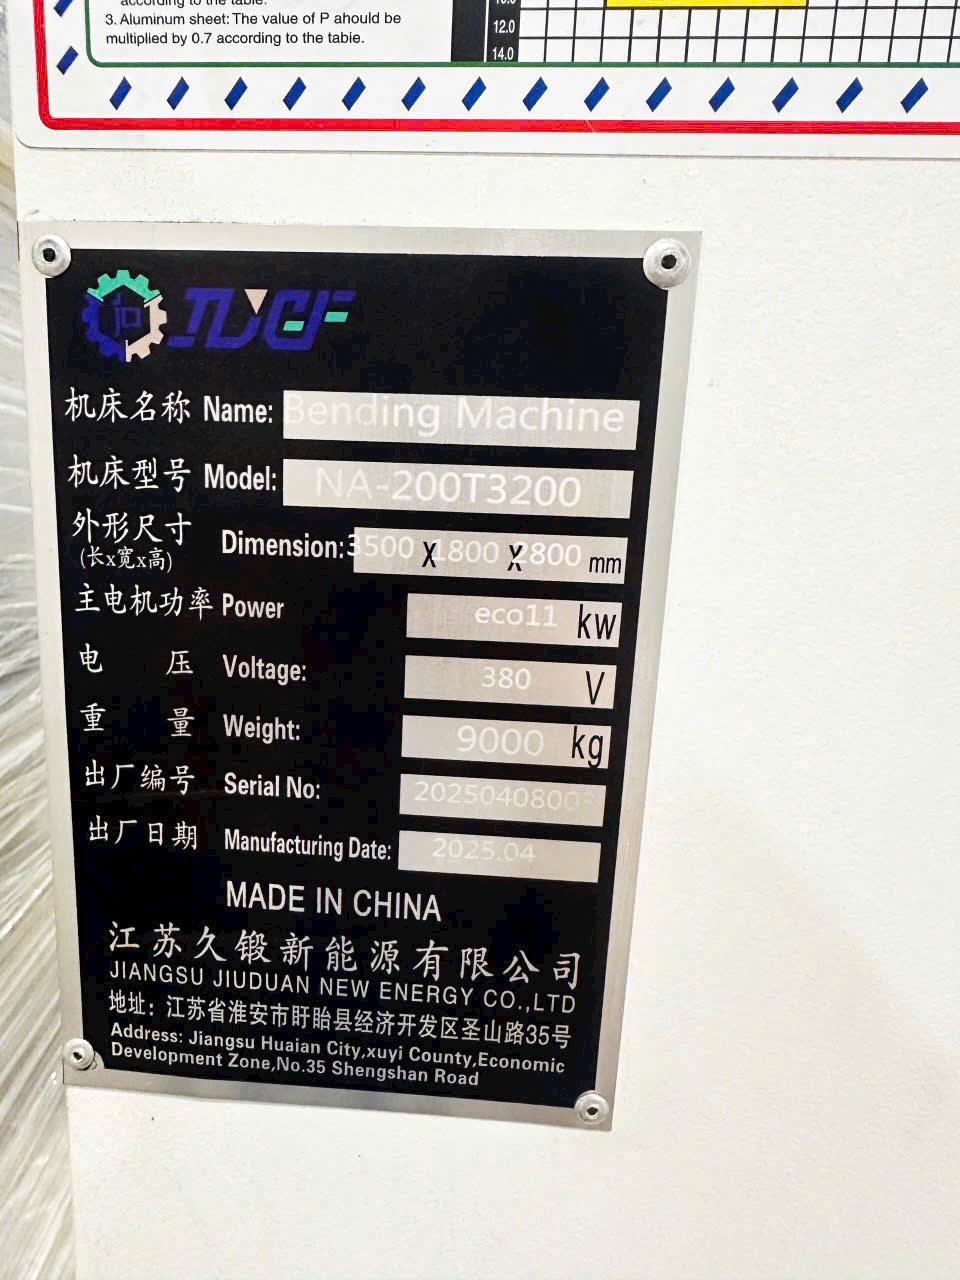 according to the table.
3. Aluminum sheet: The value of P ahould be
multiplied by 0.7 according to the table.
12.0
14.0
机床名称 Name: Bending Machine
机床型号 Model: NA-200T3200
外形尺寸
(长x宽x高) Dimension: 3500 X 1800 X 2800 mm
主电机功率 Power eco11 kw
电 压 Voltage: 380 V
重 量 Weight: 9000 kg
出厂编号 Serial No:
出厂日期 Manufacturing Date: 2025.04
MADE IN CHINA
江苏久锻新能源有限公司
JIANGSU JIUDUAN NEW ENERGY CO.,LTD
地址：江苏省淮安市盱眙县经济开发区圣山路35号
Address: Jiangsu Huaian City,xuyi County,Economic
Development Zone,No.35 Shengshan Road